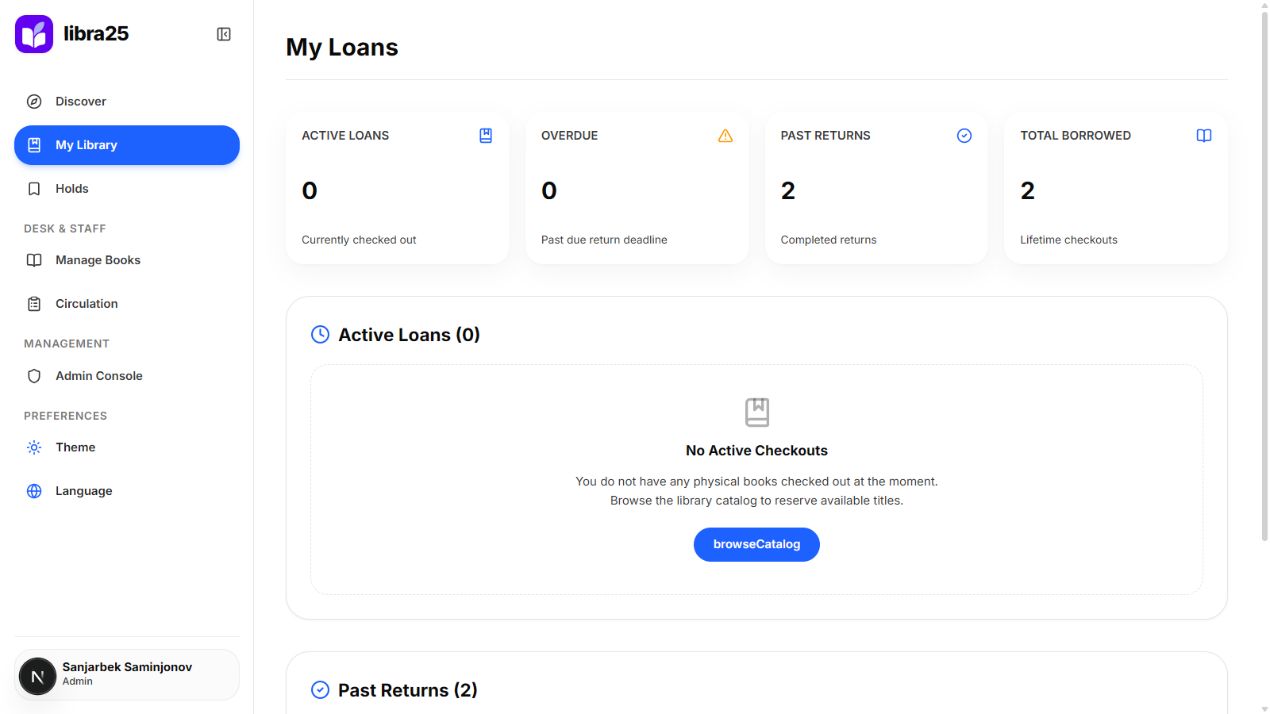 libra25
Discover
My Library
Holds
DESK & STAFF
Manage Books
Circulation
MANAGEMENT
Admin Console
PREFERENCES
Theme
Language
N
Sanjarbek Saminjonov
Admin
My Loans
ACTIVE LOANS
0
Currently checked out
OVERDUE
0
Past due return deadline
PAST RETURNS
2
Completed returns
TOTAL BORROWED
2
Lifetime checkouts
Active Loans (0)
No Active Checkouts
You do not have any physical books checked out at the moment.
Browse the library catalog to reserve available titles.
browseCatalog
Past Returns (2)